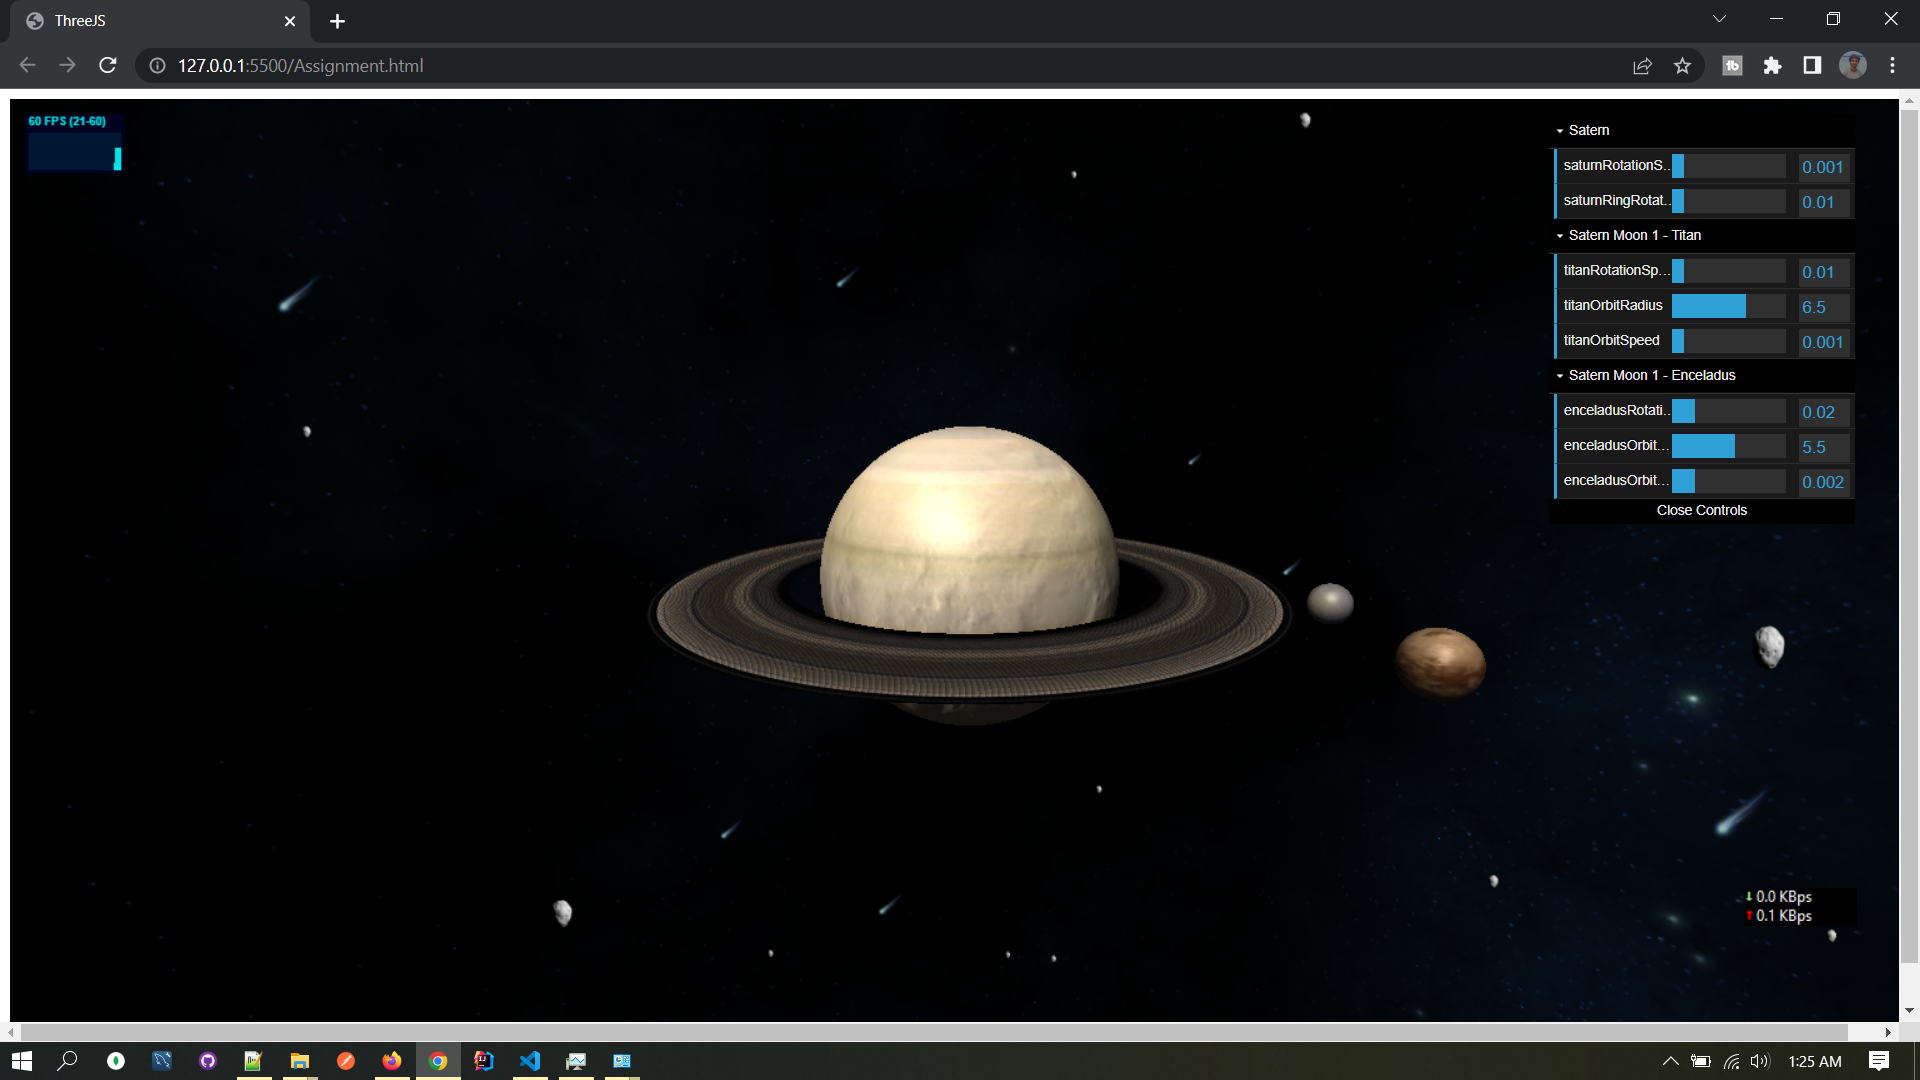 ThreeJS
127.0.0.1:5500/Assignment.html
60 FPS (21-60)
Satern
saturnRotationS... 0.001
saturnRingRotat... 0.01
Satern Moon 1 - Titan
titanRotationSp... 0.01
titanOrbitRadius 6.5
titanOrbitSpeed 0.001
Satern Moon 1 - Enceladus
enceladusRotati... 0.02
enceladusOrbit... 5.5
enceladusOrbit... 0.002
Close Controls
0.0 KBps
0.1 KBps
1:25 AM